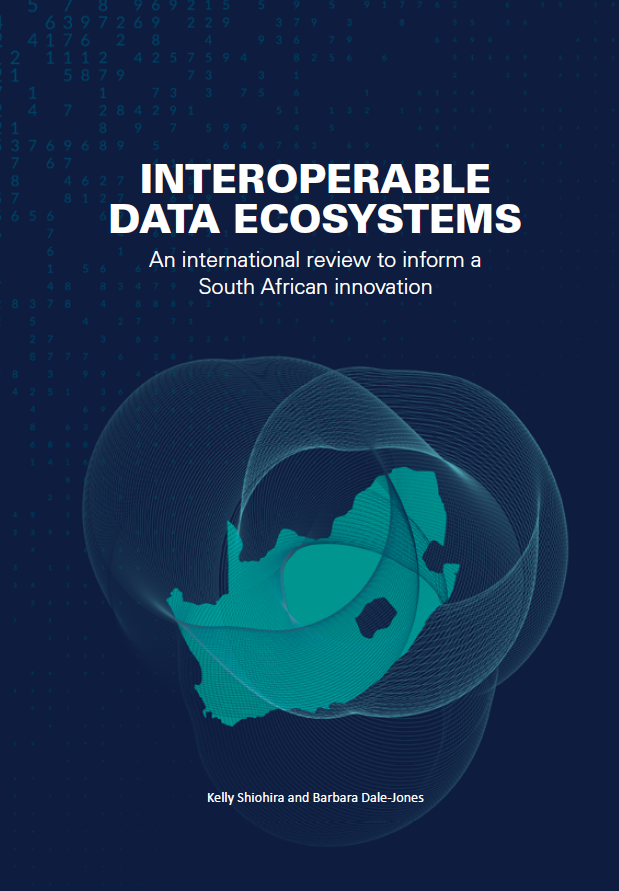 INTEROPERABLE
DATA ECOSYSTEMS
An international review to inform a
South African innovation
Kelly Shiohira and Barbara Dale-Jones